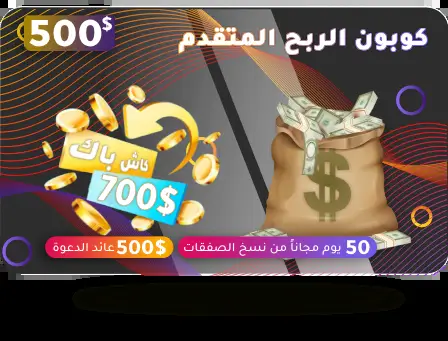 كوبون الربح المتقدم
500$
كاش باك
700$
50 يوم مجاناً من نسخ الصفقات
500$ عائد الدعوة